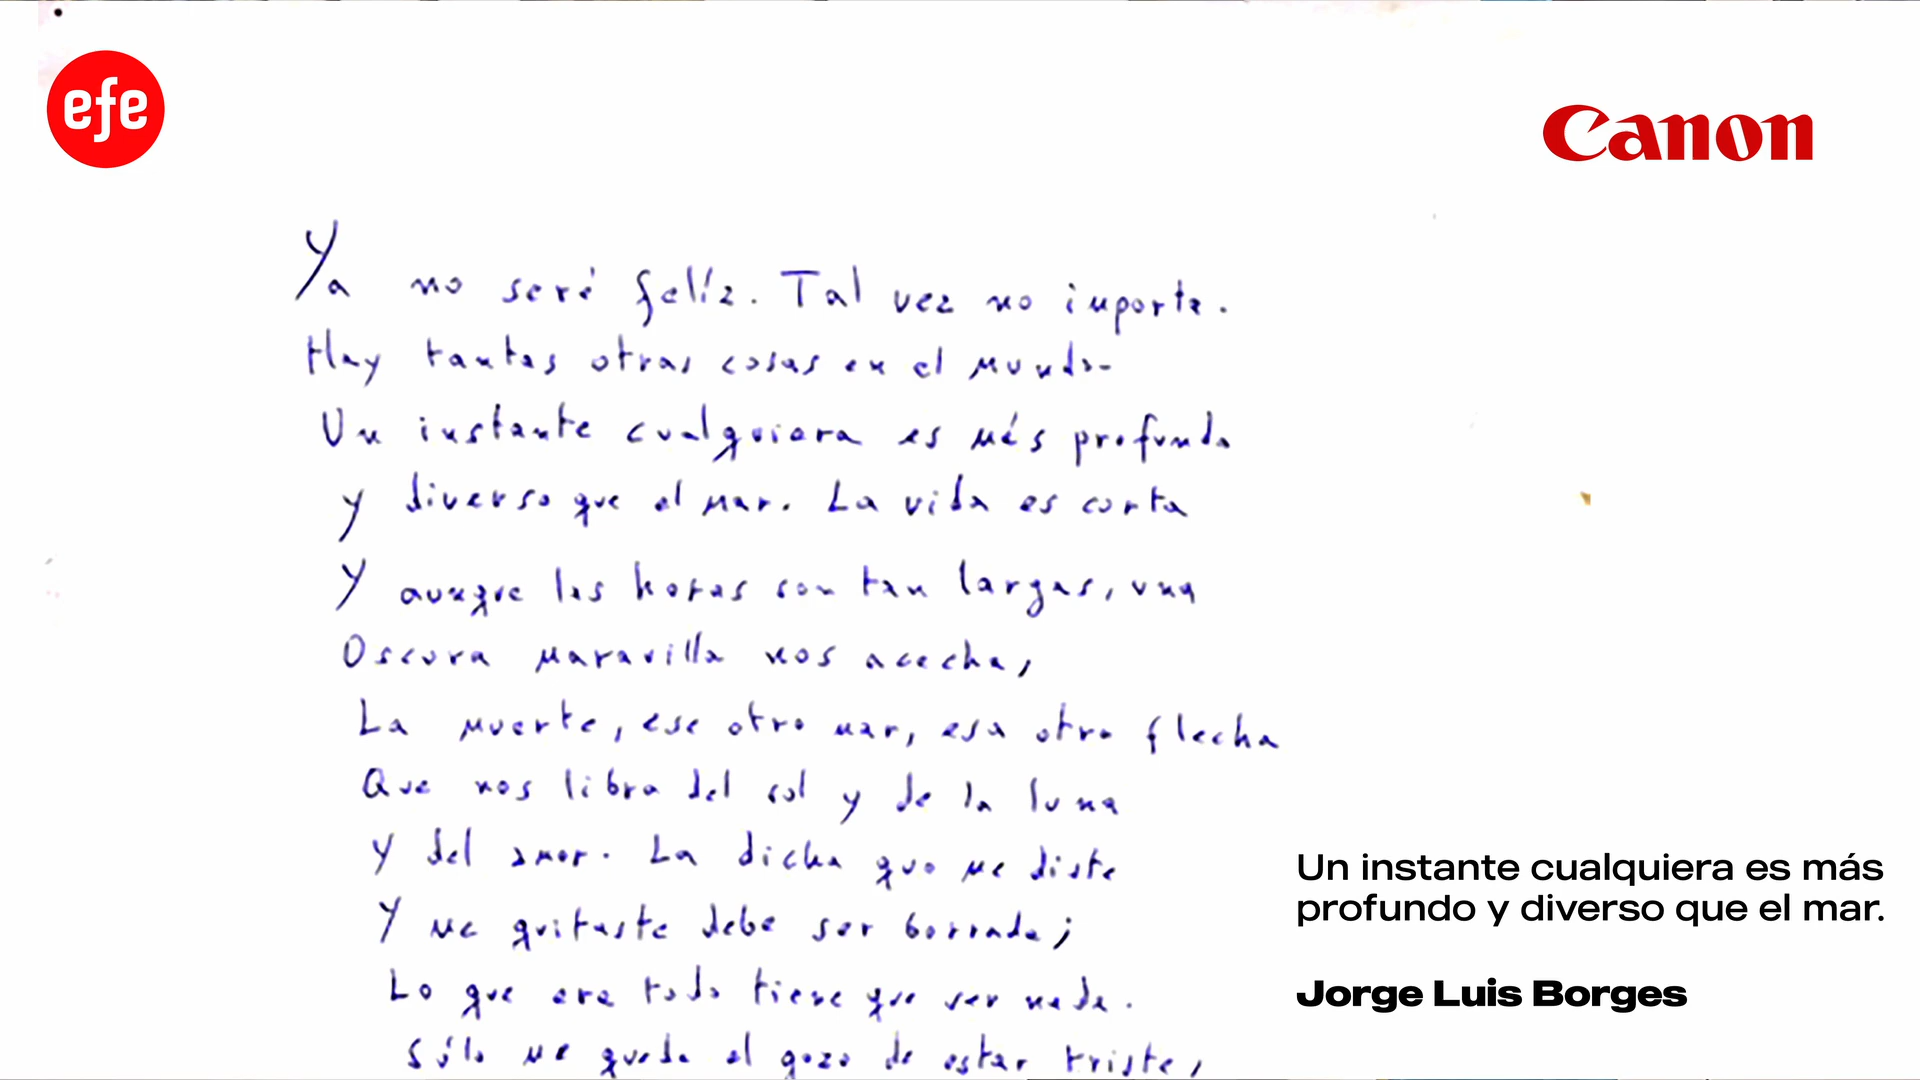 efe
Canon
Ya no seré felíz. Tal vez no importa.
Hay tantas otras cosas en el mundo-
Un instante cualquiera es más profundo
y diverso que el mar. La vida es corta
Y aunque las horas son tan largas, una
Oscura maravilla nos acecha,
La muerte, ese otro mar, esa otra flecha
Que nos libra del sol y de la luna
Y del amor. La dicha que me diste
Y me quitaste debe ser borrada;
Lo que era todo tiene que ser nada.
Sólo me queda el gozo de estar triste,
Un instante cualquiera es más
profundo y diverso que el mar.
Jorge Luis Borges